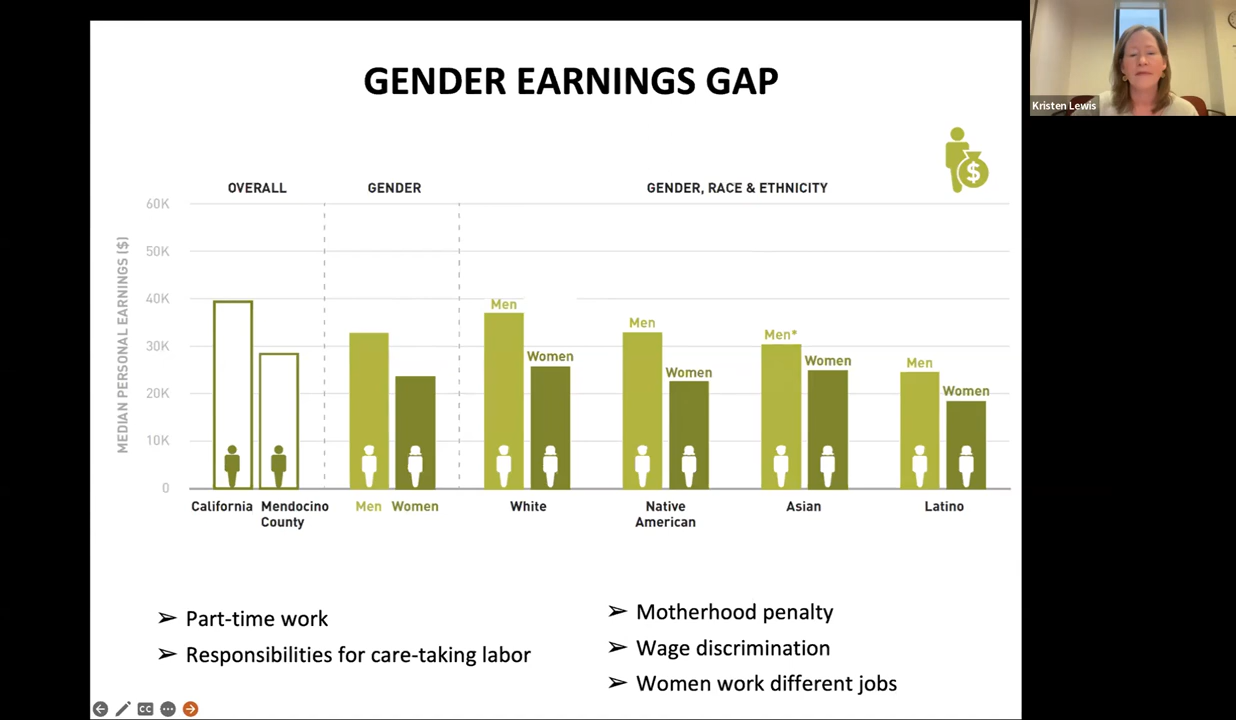 GENDER EARNINGS GAP
Kristen Lewis
$
OVERALL
GENDER
GENDER, RACE & ETHNICITY
MEDIAN PERSONAL EARNINGS ($)
60K
50K
40K
30K
20K
10K
0
Men
Women
Men
Women
Men*
Women
Men
Women
California
Mendocino
County
Men
Women
White
Native
American
Asian
Latino
➢ Part-time work
➢ Responsibilities for care-taking labor
➢ Motherhood penalty
➢ Wage discrimination
➢ Women work different jobs
CC